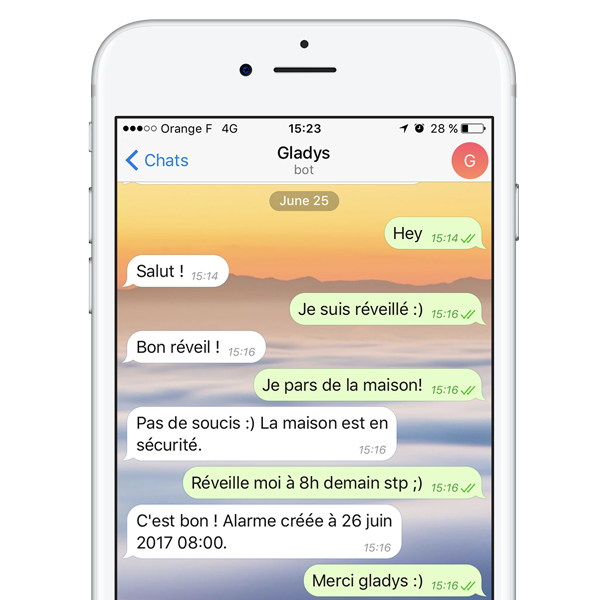 Orange F 4G 15:23 28 %
Chats Gladys G
bot
June 25
Hey 15:14
Salut ! 15:14
Je suis réveillé :) 15:16
Bon réveil ! 15:16
Je pars de la maison! 15:16
Pas de soucis :) La maison est en
sécurité. 15:16
Réveille moi à 8h demain stp ;) 15:16
C'est bon ! Alarme créée à 26 juin
2017 08:00. 15:16
Merci gladys :) 15:16